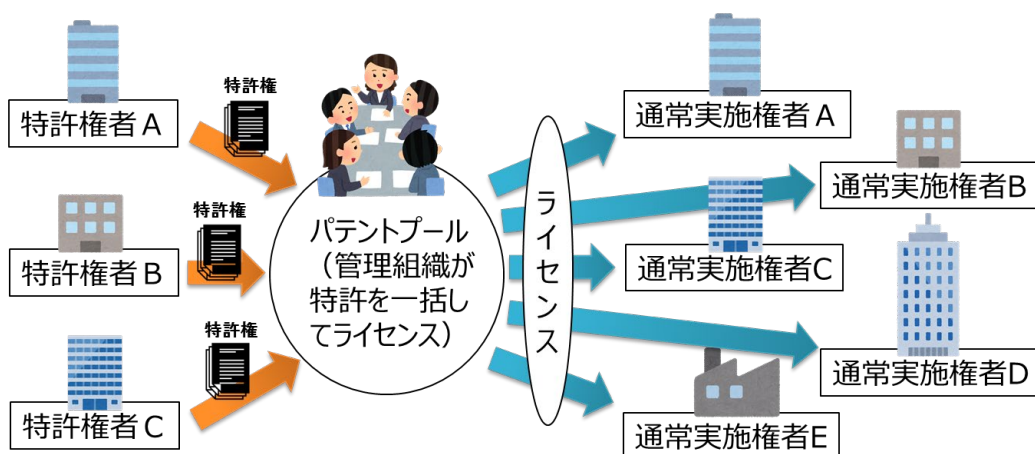 特許権者A
特許権
特許権者B
特許権
特許権者C
特許権
パテントプール
（管理組織が
特許を一括し
てライセンス）
ライセンス
通常実施権者A
通常実施権者B
通常実施権者C
通常実施権者D
通常実施権者E